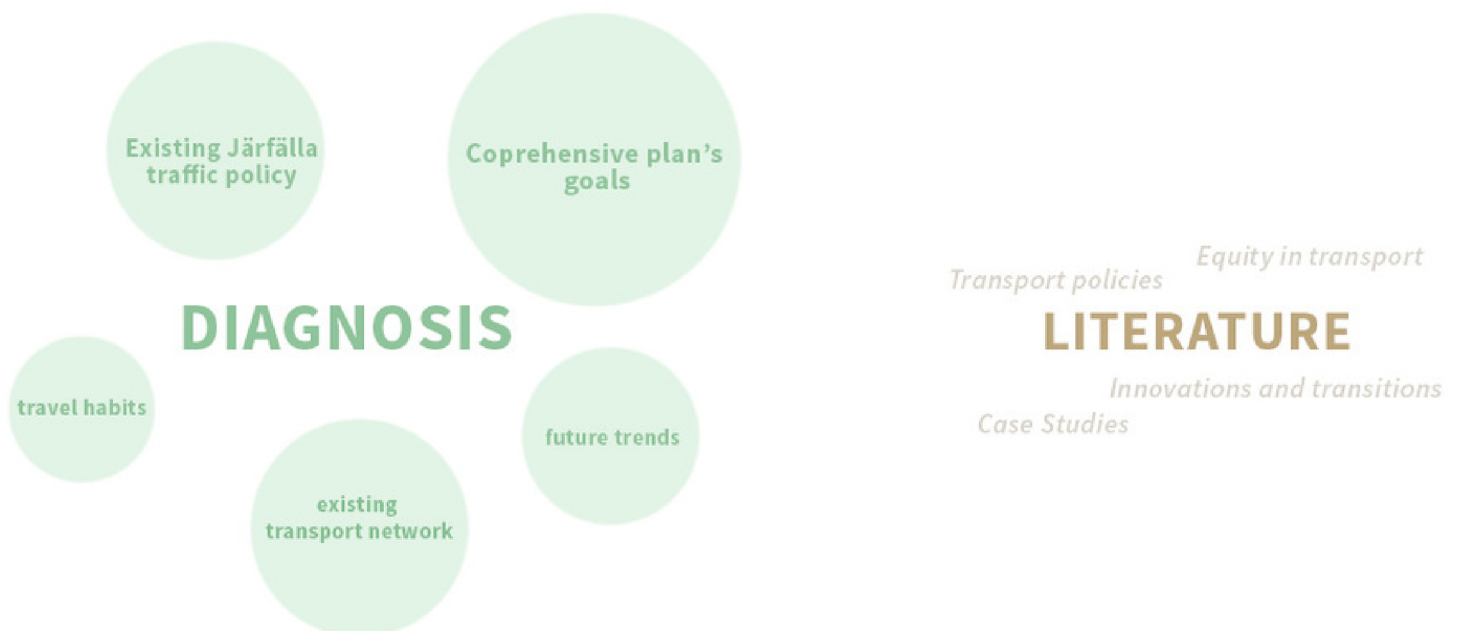 Existing Järfälla
traffic policy
Coprehensive plan’s
goals
DIAGNOSIS
travel habits
future trends
existing
transport network
Equity in transport
Transport policies
LITERATURE
Innovations and transitions
Case Studies